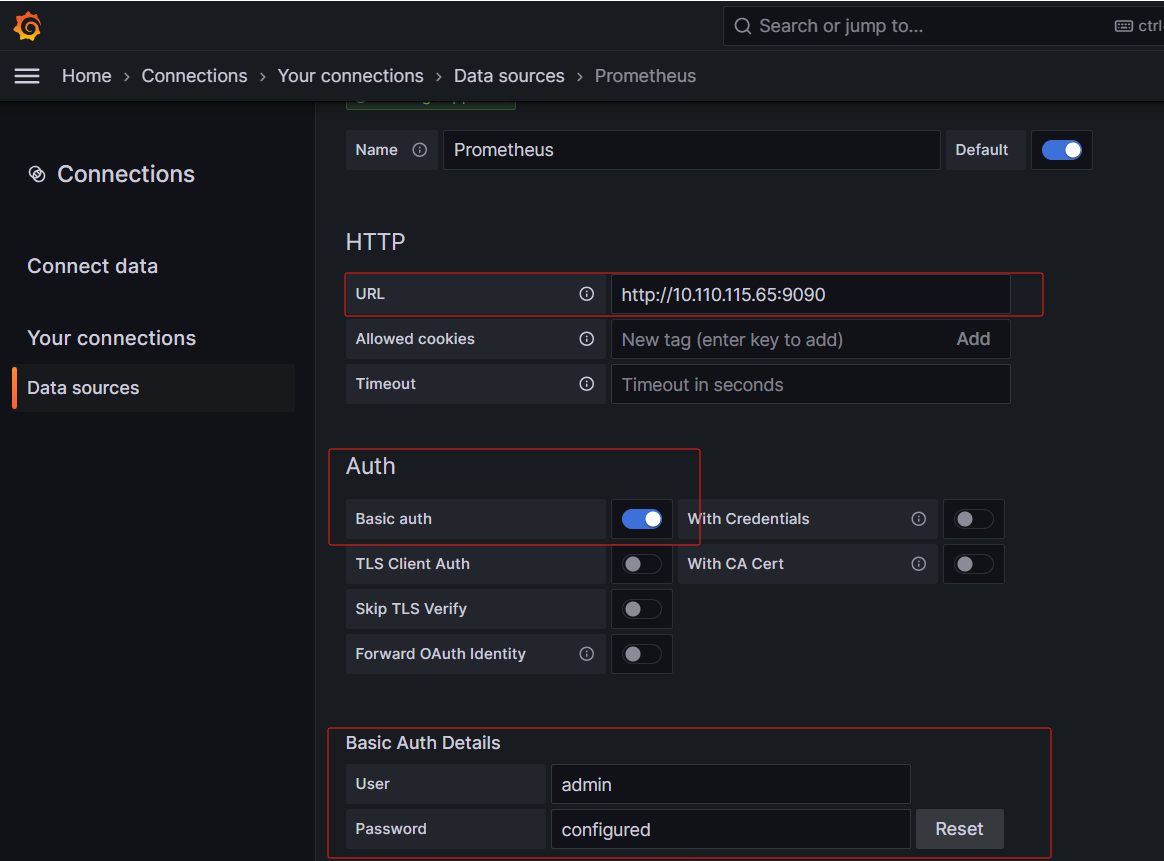 Search or jump to...
ctrl
Home › Connections › Your connections › Data sources › Prometheus
Connections
Connect data
Your connections
Data sources
Name Prometheus Default
HTTP
URL http://10.110.115.65:9090
Allowed cookies New tag (enter key to add) Add
Timeout Timeout in seconds
Auth
Basic auth With Credentials
TLS Client Auth With CA Cert
Skip TLS Verify
Forward OAuth Identity
Basic Auth Details
User admin
Password configured Reset